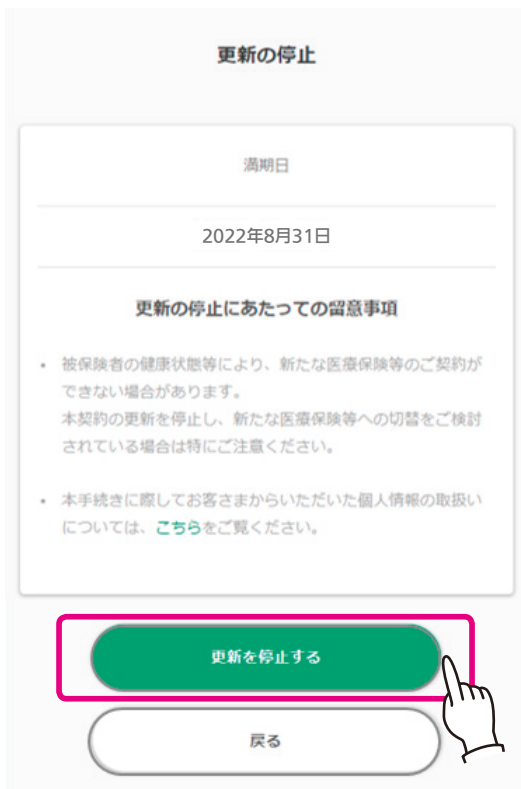 更新の停止
満期日
2022年8月31日
更新の停止にあたっての留意事項
• 被保険者の健康状態等により、新たな医療保険等のご契約が
できない場合があります。
本契約の更新を停止し、新たな医療保険等への切替をご検討
されている場合は特にご注意ください。
• 本手続きに際してお客さまからいただいた個人情報の取扱い
については、こちらをご覧ください。
更新を停止する
戻る